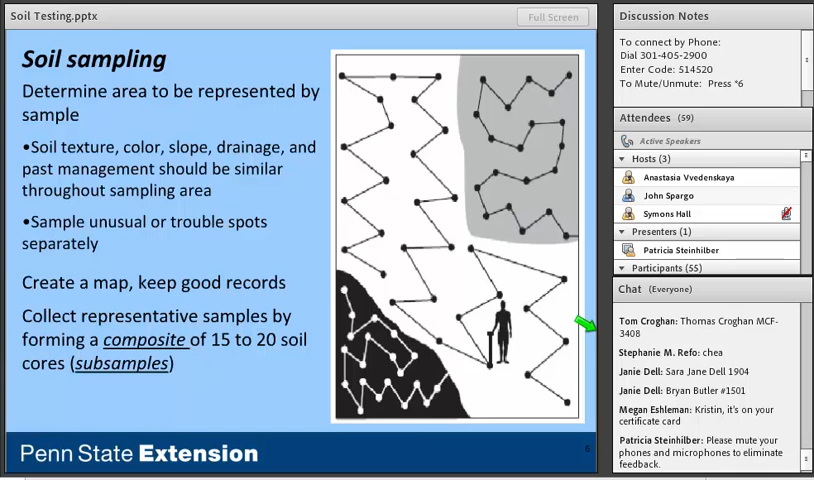 Soil Testing.pptx
Full Screen
Soil sampling
Determine area to be represented by
sample
•Soil texture, color, slope, drainage, and
past management should be similar
throughout sampling area
•Sample unusual or trouble spots
separately
Create a map, keep good records
Collect representative samples by
forming a composite of 15 to 20 soil
cores (subsamples)
Penn State Extension
6
Discussion Notes
To connect by Phone:
Dial 301-405-2900
Enter Code: 514520
To Mute/Unmute: Press *6
Attendees (59)
Active Speakers
Hosts (3)
Anastasia Vvedenskaya
John Spargo
Symons Hall
Presenters (1)
Patricia Steinhilber
Participants (55)
Chat (Everyone)
Tom Croghan: Thomas Croghan MCF-
3408
Stephanie M. Refo: chea
Janie Dell: Sara Jane Dell 1904
Janie Dell: Bryan Butler #1501
Megan Eshleman: Kristin, it's on your
certificate card
Patricia Steinhilber: Please mute your
phones and microphones to eliminate
feedback.